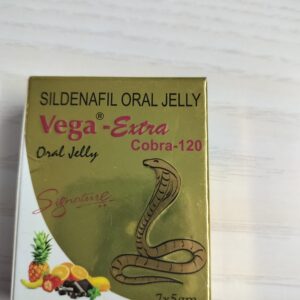 SILDENAFIL ORAL JELLY
Vega®-Extra
Cobra-120
Oral Jelly
Signature
7x5gm